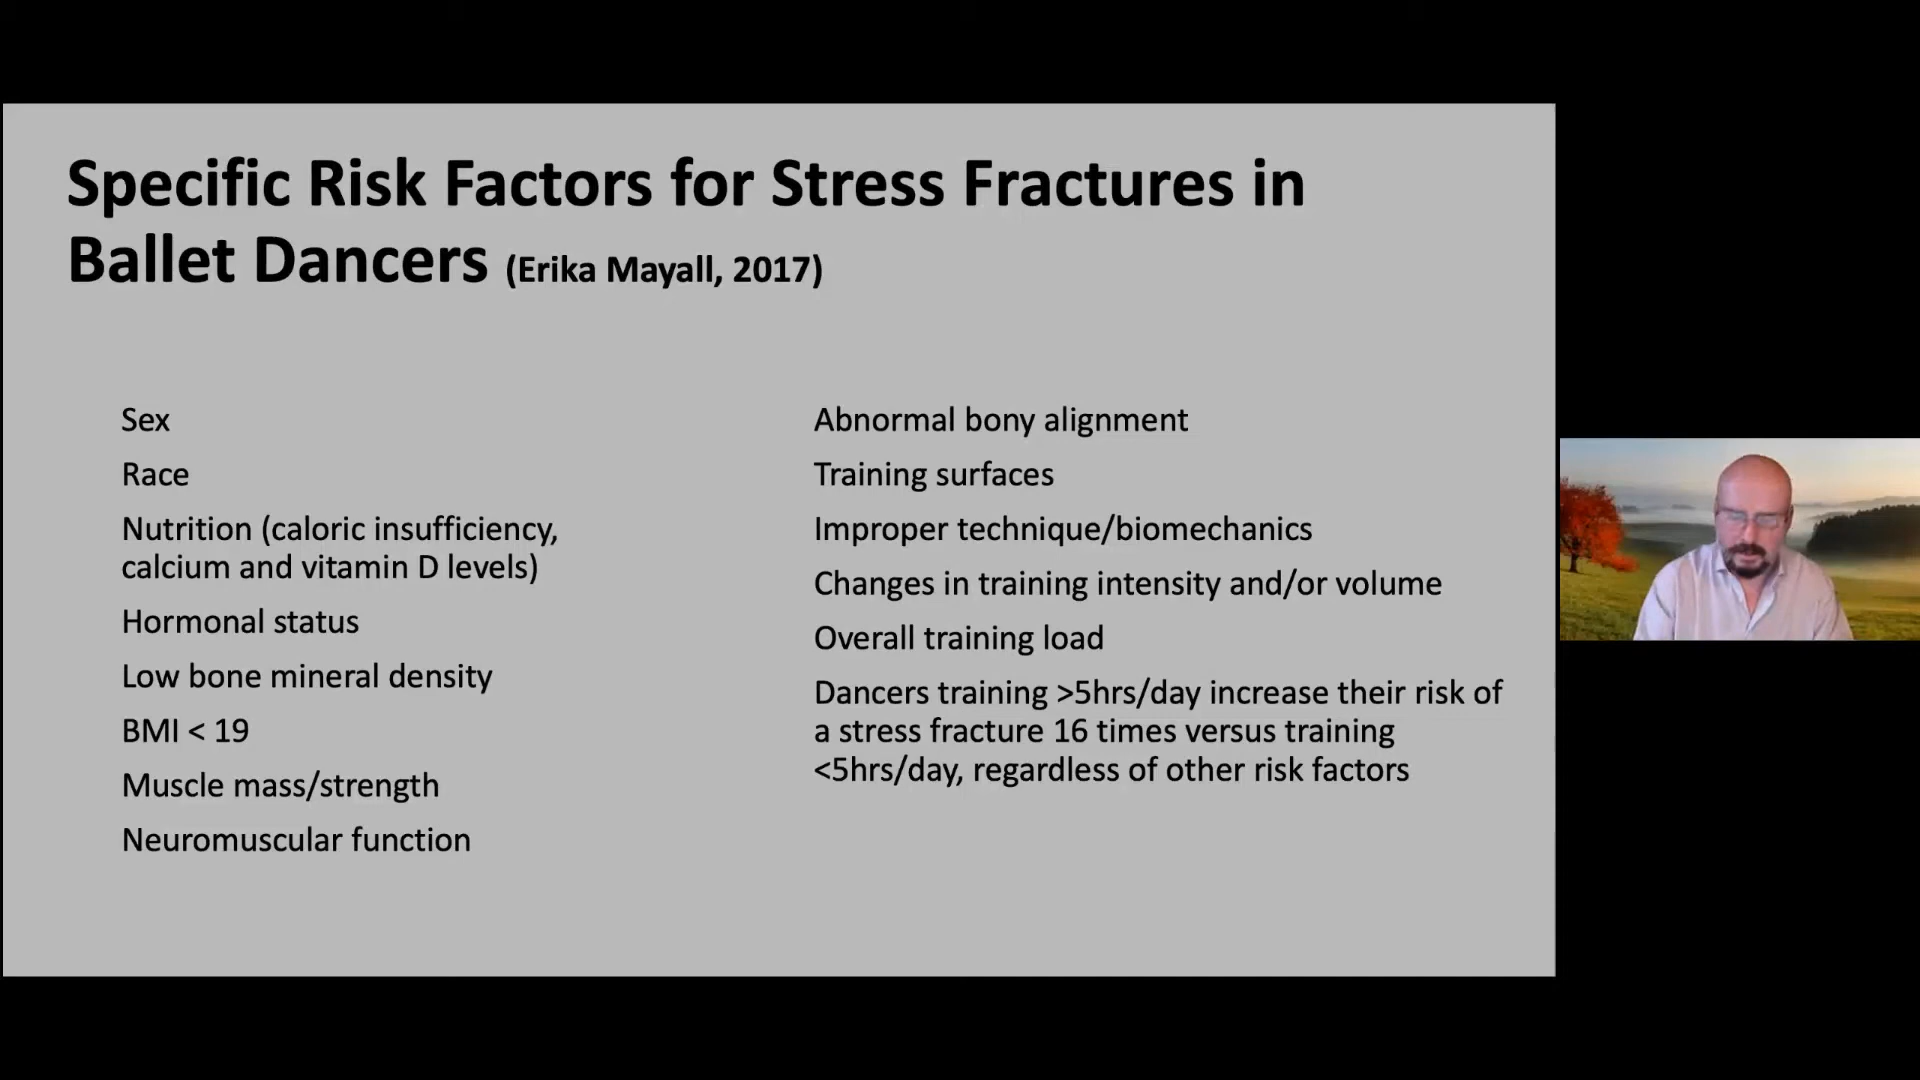 Specific Risk Factors for Stress Fractures in
Ballet Dancers (Erika Mayall, 2017)
Sex
Race
Nutrition (caloric insufficiency,
calcium and vitamin D levels)
Hormonal status
Low bone mineral density
BMI < 19
Muscle mass/strength
Neuromuscular function
Abnormal bony alignment
Training surfaces
Improper technique/biomechanics
Changes in training intensity and/or volume
Overall training load
Dancers training >5hrs/day increase their risk of
a stress fracture 16 times versus training
<5hrs/day, regardless of other risk factors